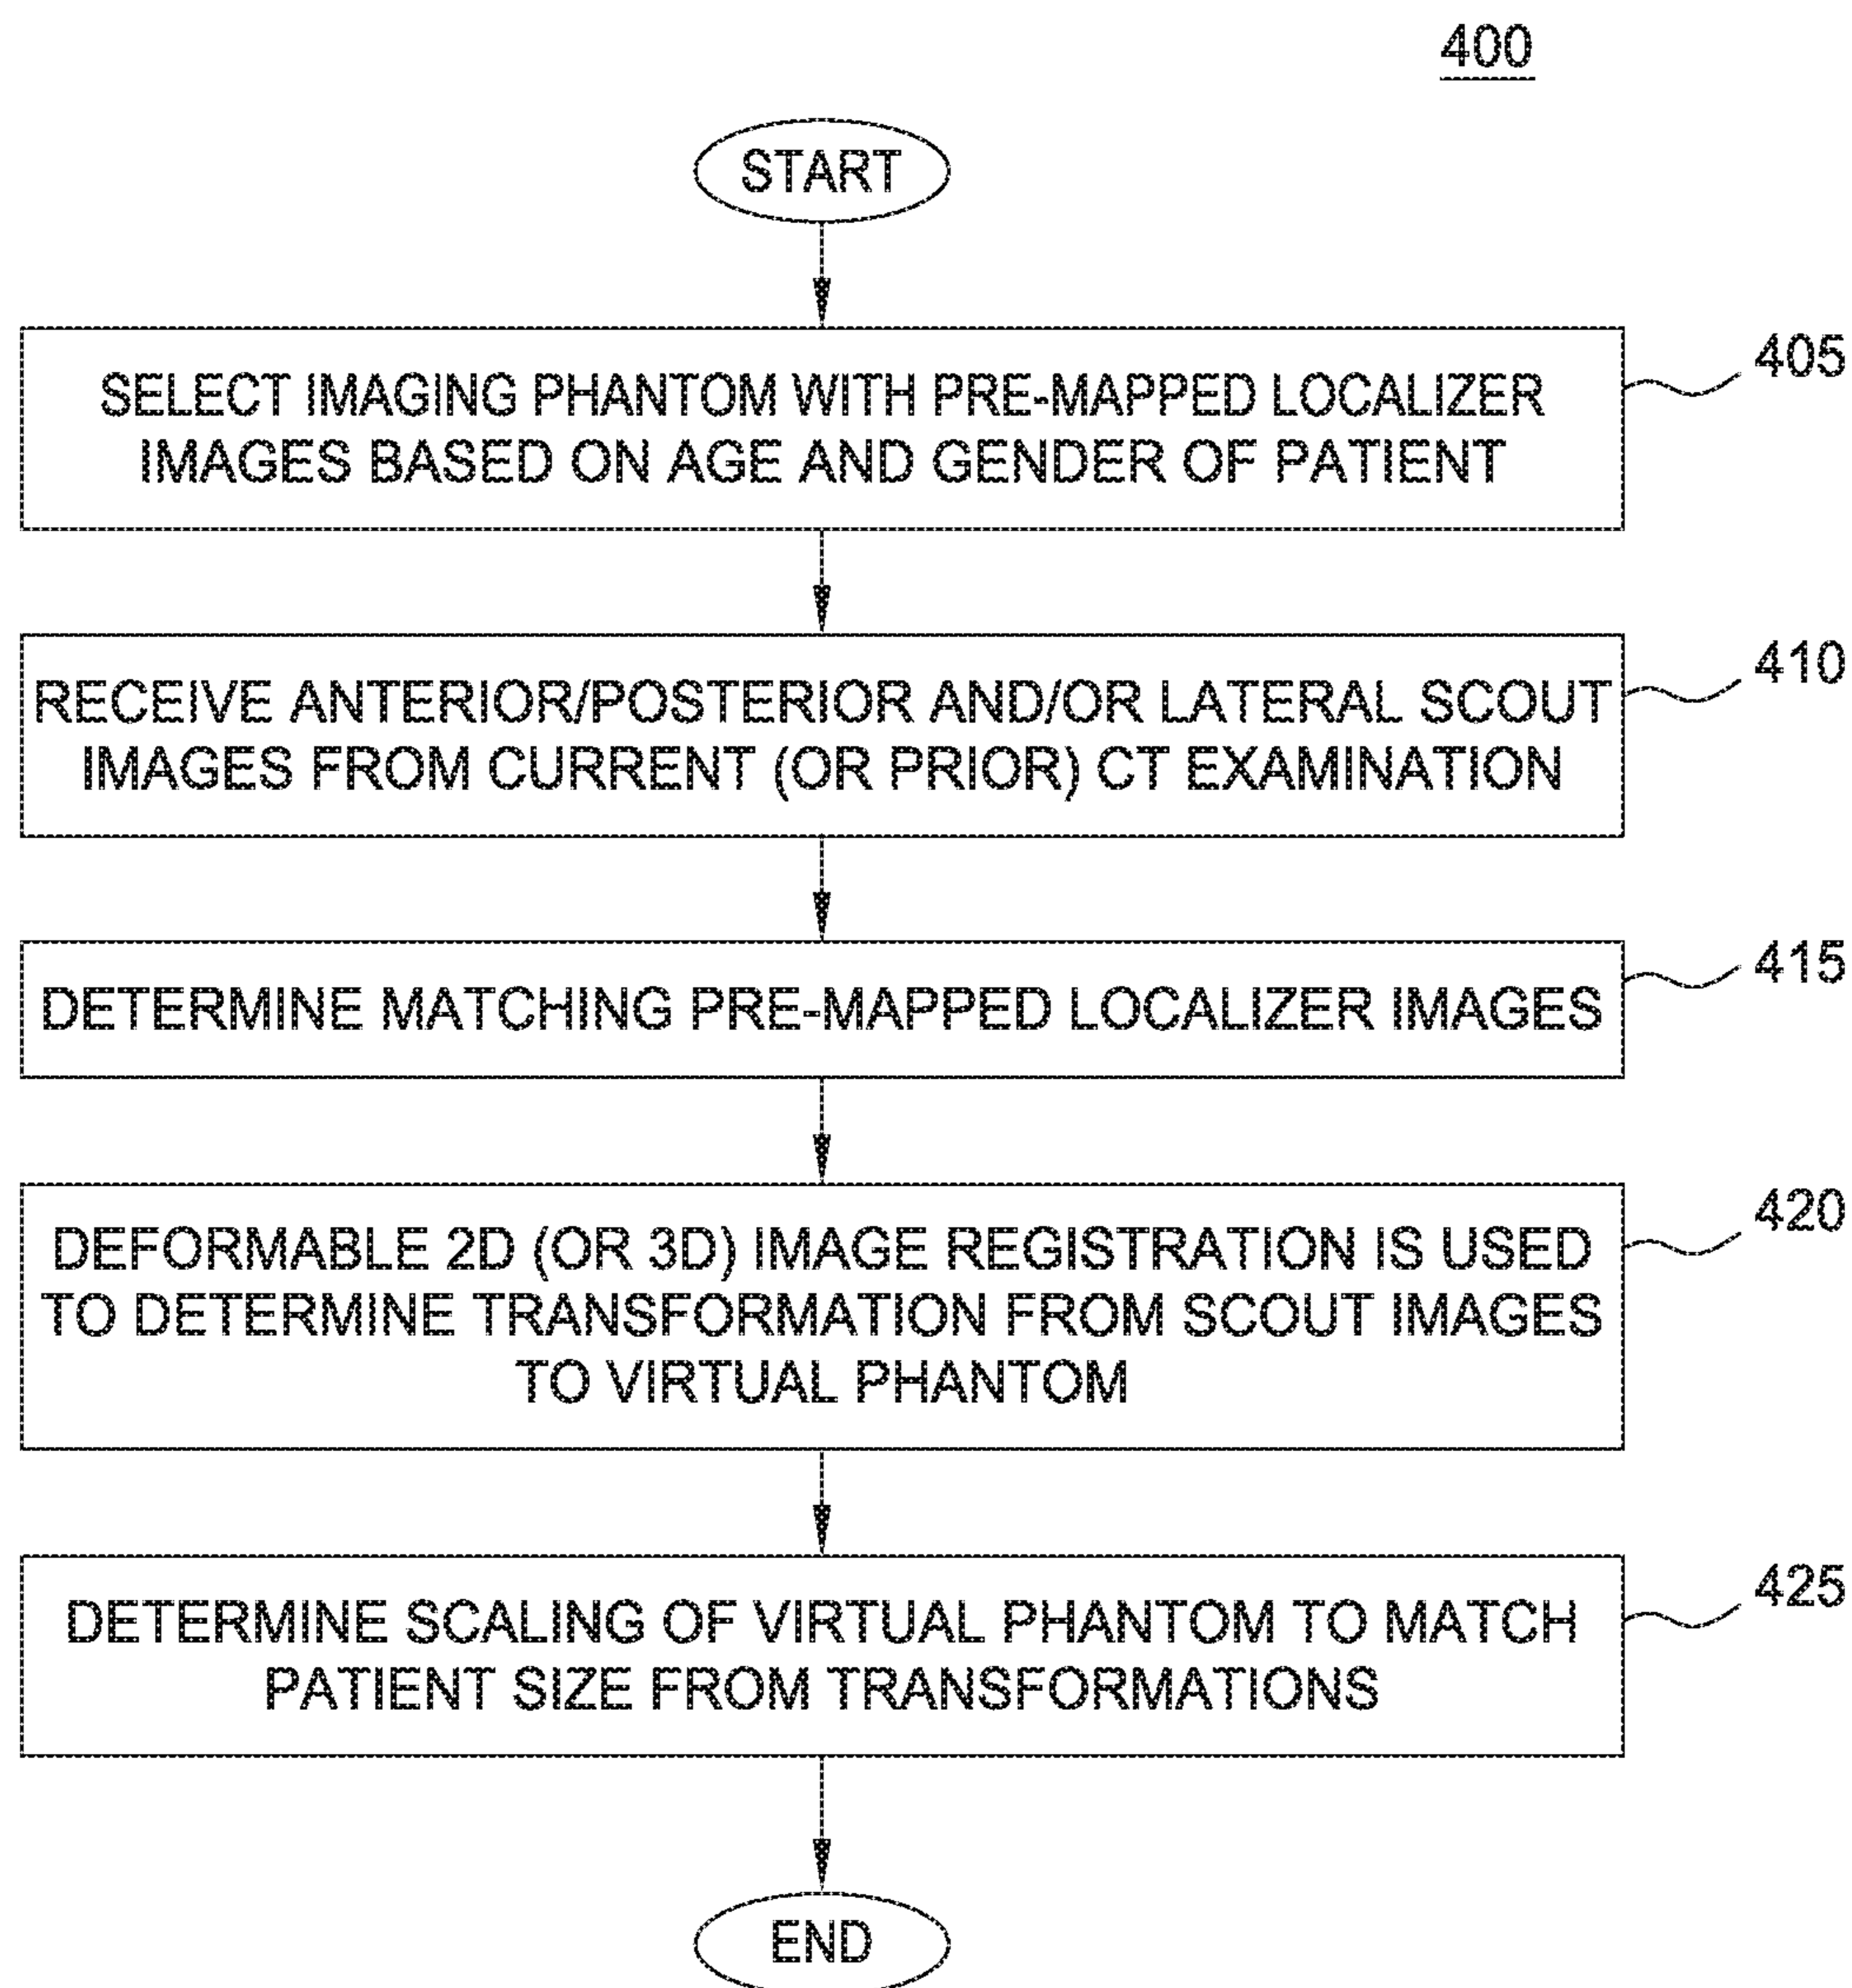 400
START
SELECT IMAGING PHANTOM WITH PRE-MAPPED LOCALIZER
IMAGES BASED ON AGE AND GENDER OF PATIENT
405
RECEIVE ANTERIOR/POSTERIOR AND/OR LATERAL SCOUT
IMAGES FROM CURRENT (OR PRIOR) CT EXAMINATION
410
DETERMINE MATCHING PRE-MAPPED LOCALIZER IMAGES
415
DEFORMABLE 2D (OR 3D) IMAGE REGISTRATION IS USED
TO DETERMINE TRANSFORMATION FROM SCOUT IMAGES
TO VIRTUAL PHANTOM
420
DETERMINE SCALING OF VIRTUAL PHANTOM TO MATCH
PATIENT SIZE FROM TRANSFORMATIONS
425
END